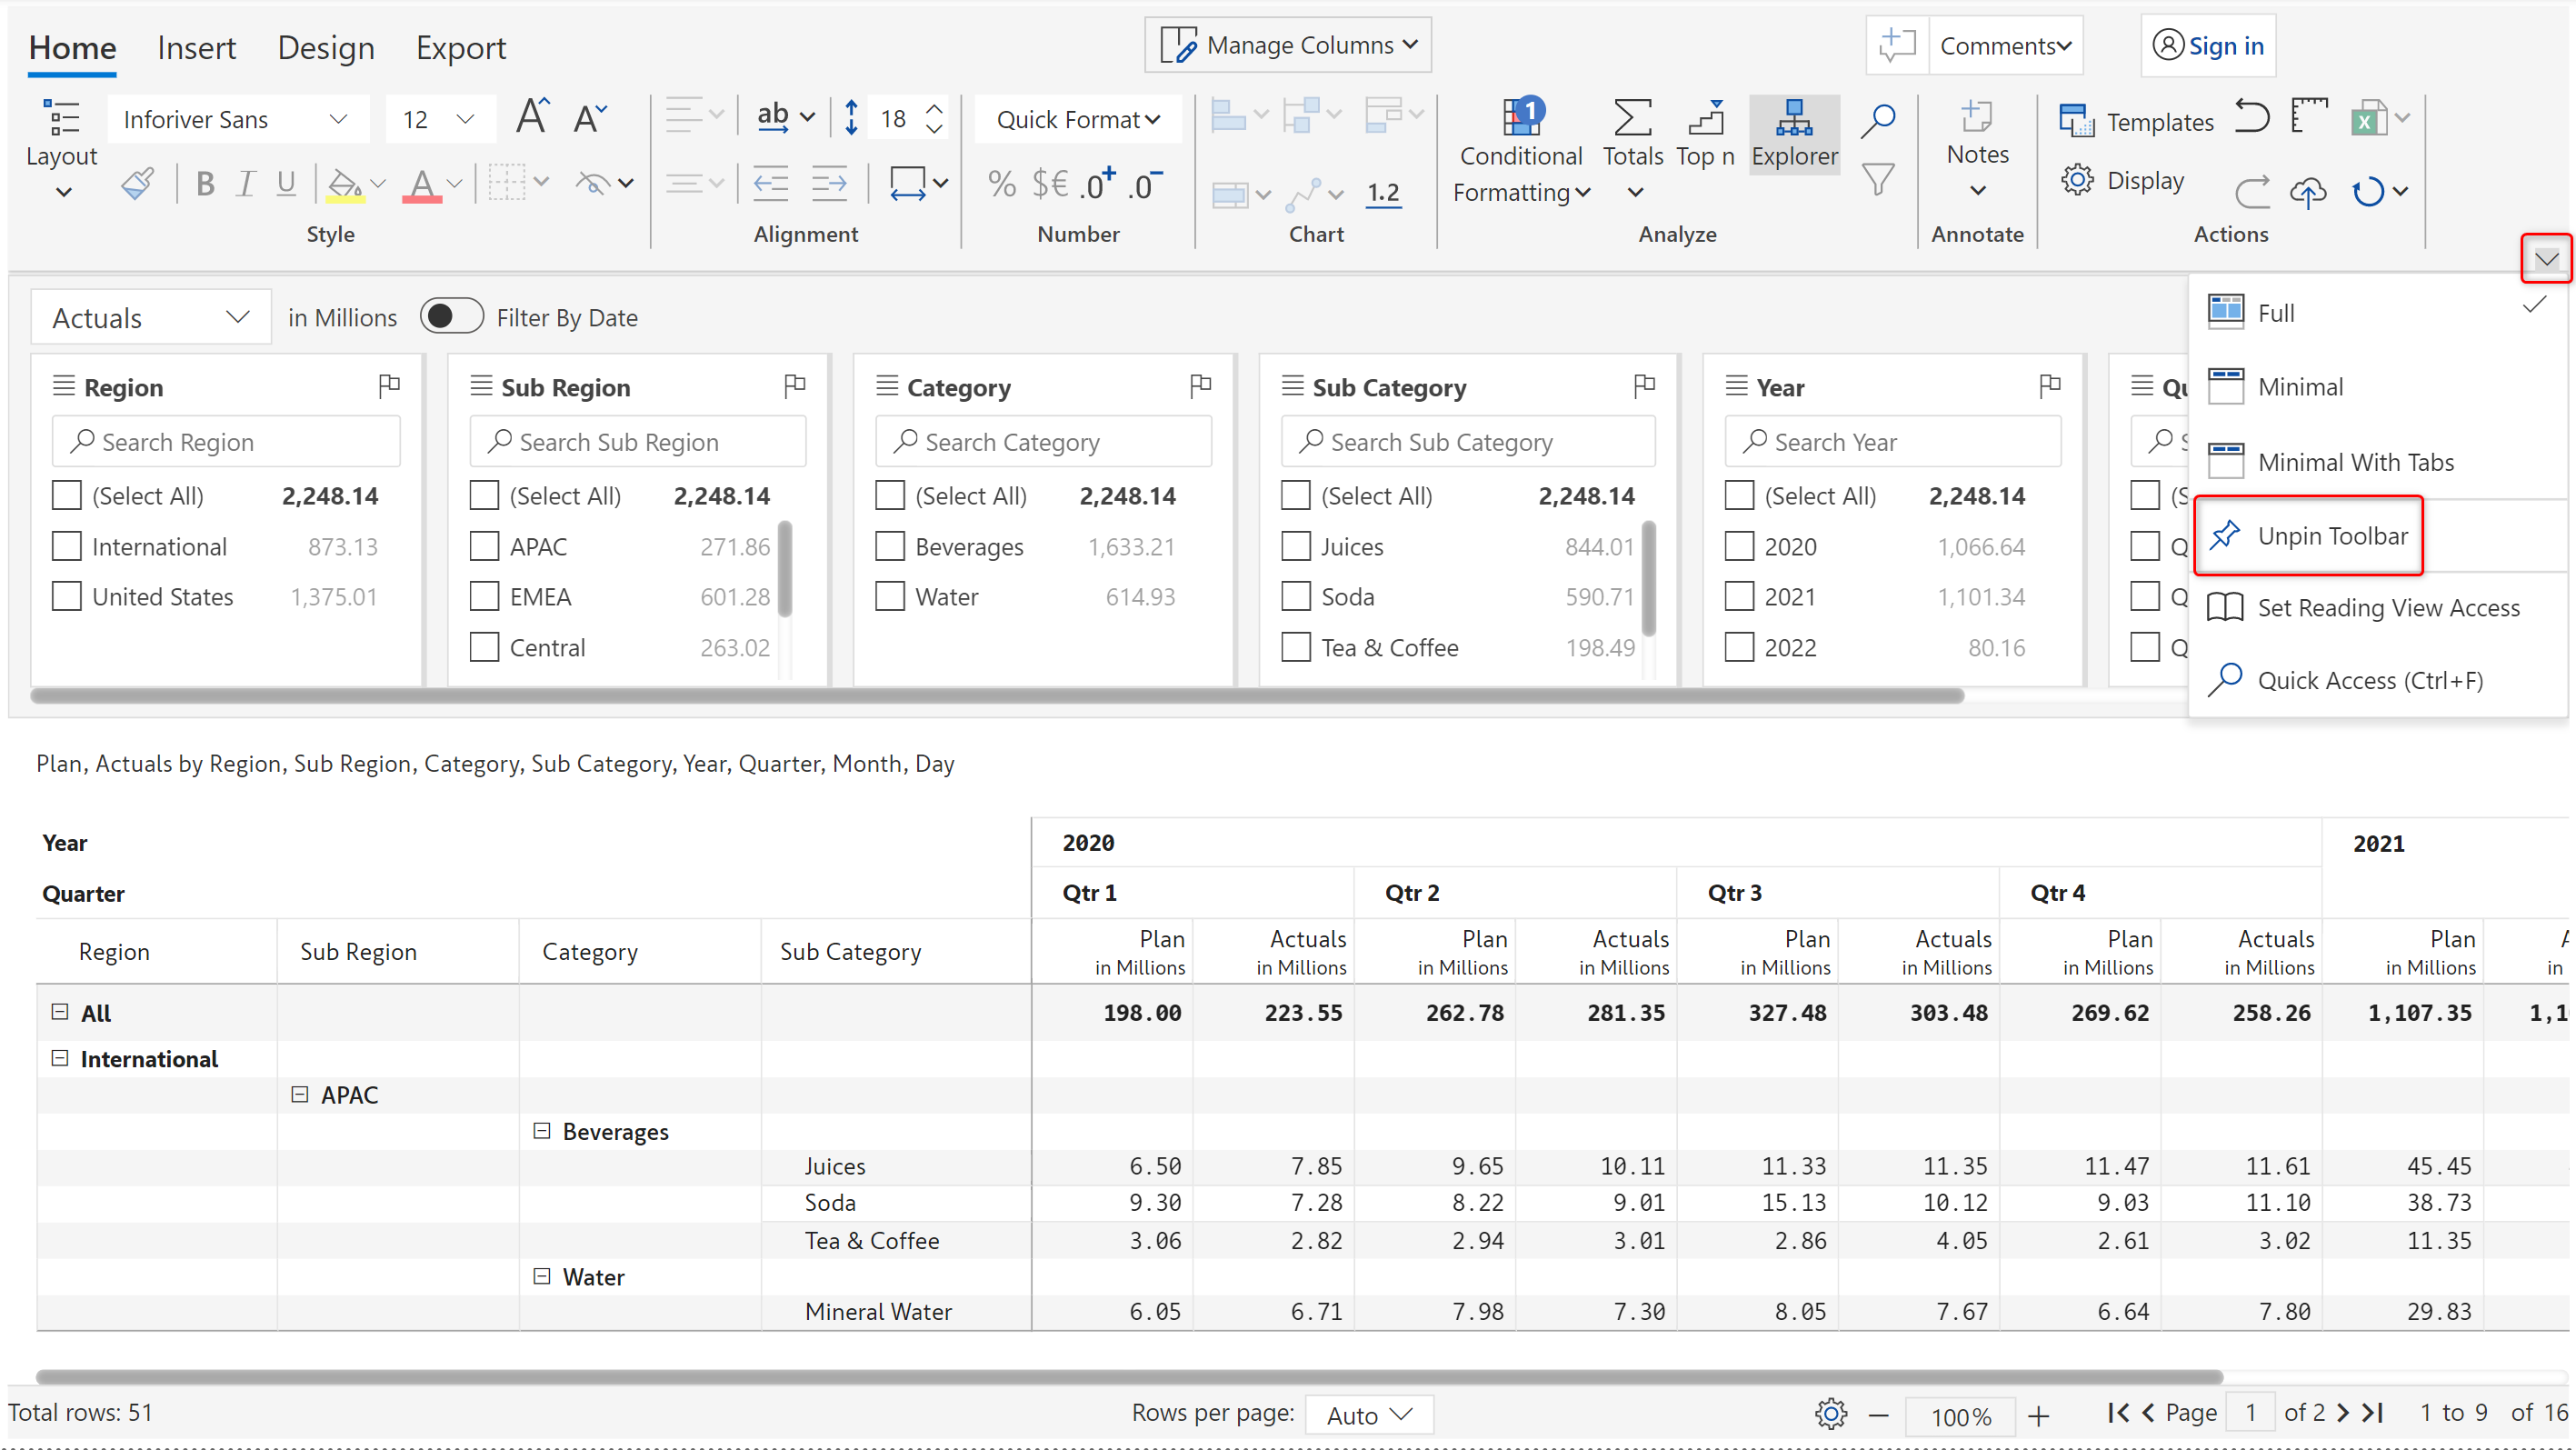 Home Insert Design Export Manage Columns Comments Sign in
Inforiver Sans 12 A A ab 18 Quick Format 1 Templates
Layout Conditional Totals Top n Explorer Notes
B I U A % $€ .0+ .0- 1.2 Formatting Display
Style Alignment Number Chart Analyze Annotate Actions
Actuals in Millions Filter By Date
Full
Minimal
Minimal With Tabs
Unpin Toolbar
Set Reading View Access
Quick Access (Ctrl+F)
Region
Search Region
(Select All) 2,248.14
International 873.13
United States 1,375.01
Sub Region
Search Sub Region
(Select All) 2,248.14
APAC 271.86
EMEA 601.28
Central 263.02
Category
Search Category
(Select All) 2,248.14
Beverages 1,633.21
Water 614.93
Sub Category
Search Sub Category
(Select All) 2,248.14
Juices 844.01
Soda 590.71
Tea & Coffee 198.49
Year
Search Year
(Select All) 2,248.14
2020 1,066.64
2021 1,101.34
2022 80.16
Plan, Actuals by Region, Sub Region, Category, Sub Category, Year, Quarter, Month, Day
Year 2020 2021
Quarter Qtr 1 Qtr 2 Qtr 3 Qtr 4
Region Sub Region Category Sub Category Plan Actuals Plan Actuals Plan Actuals Plan Actuals Plan
in Millions in Millions in Millions in Millions in Millions in Millions in Millions in Millions in Millions in
All 198.00 223.55 262.78 281.35 327.48 303.48 269.62 258.26 1,107.35 1,1
International
APAC
Beverages
Juices 6.50 7.85 9.65 10.11 11.33 11.35 11.47 11.61 45.45
Soda 9.30 7.28 8.22 9.01 15.13 10.12 9.03 11.10 38.73
Tea & Coffee 3.06 2.82 2.94 3.01 2.86 4.05 2.61 3.02 11.35
Water
Mineral Water 6.05 6.71 7.98 7.30 8.05 7.67 6.64 7.80 29.83
Total rows: 51 Rows per page: Auto 100% Page 1 of 2 1 to 9 of 16